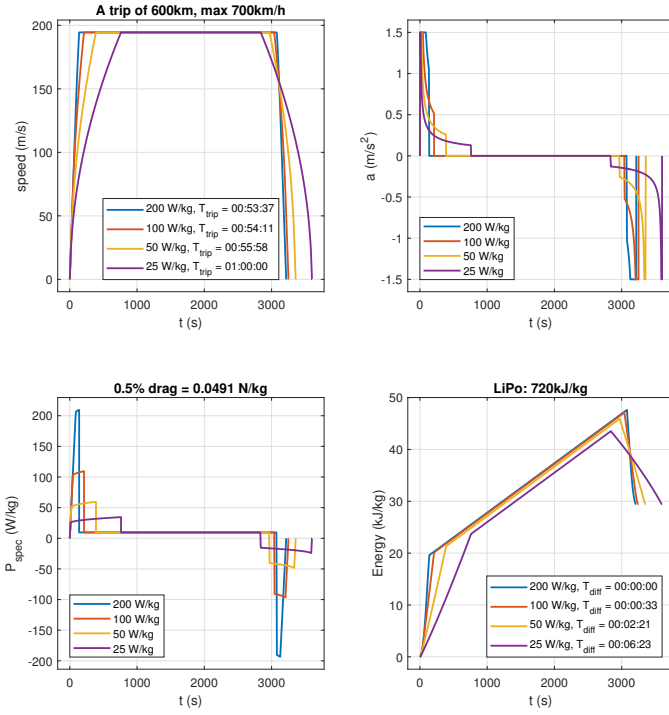 A trip of 600km, max 700km/h
200
150
100
50
0
speed (m/s)
0
1000
2000
3000
t (s)
200 W/kg, T_trip = 00:53:37
100 W/kg, T_trip = 00:54:11
50 W/kg, T_trip = 00:55:58
25 W/kg, T_trip = 01:00:00
1.5
1
0.5
0
-0.5
-1
-1.5
a (m/s²)
0
1000
2000
3000
t (s)
200 W/kg
100 W/kg
50 W/kg
25 W/kg
0.5% drag = 0.0491 N/kg
200
150
100
50
0
-50
-100
-150
-200
P_spec (W/kg)
0
1000
2000
3000
t (s)
200 W/kg
100 W/kg
50 W/kg
25 W/kg
LiPo: 720kJ/kg
50
40
30
20
10
0
Energy (kJ/kg)
0
1000
2000
3000
t (s)
200 W/kg, T_diff = 00:00:00
100 W/kg, T_diff = 00:00:33
50 W/kg, T_diff = 00:02:21
25 W/kg, T_diff = 00:06:23